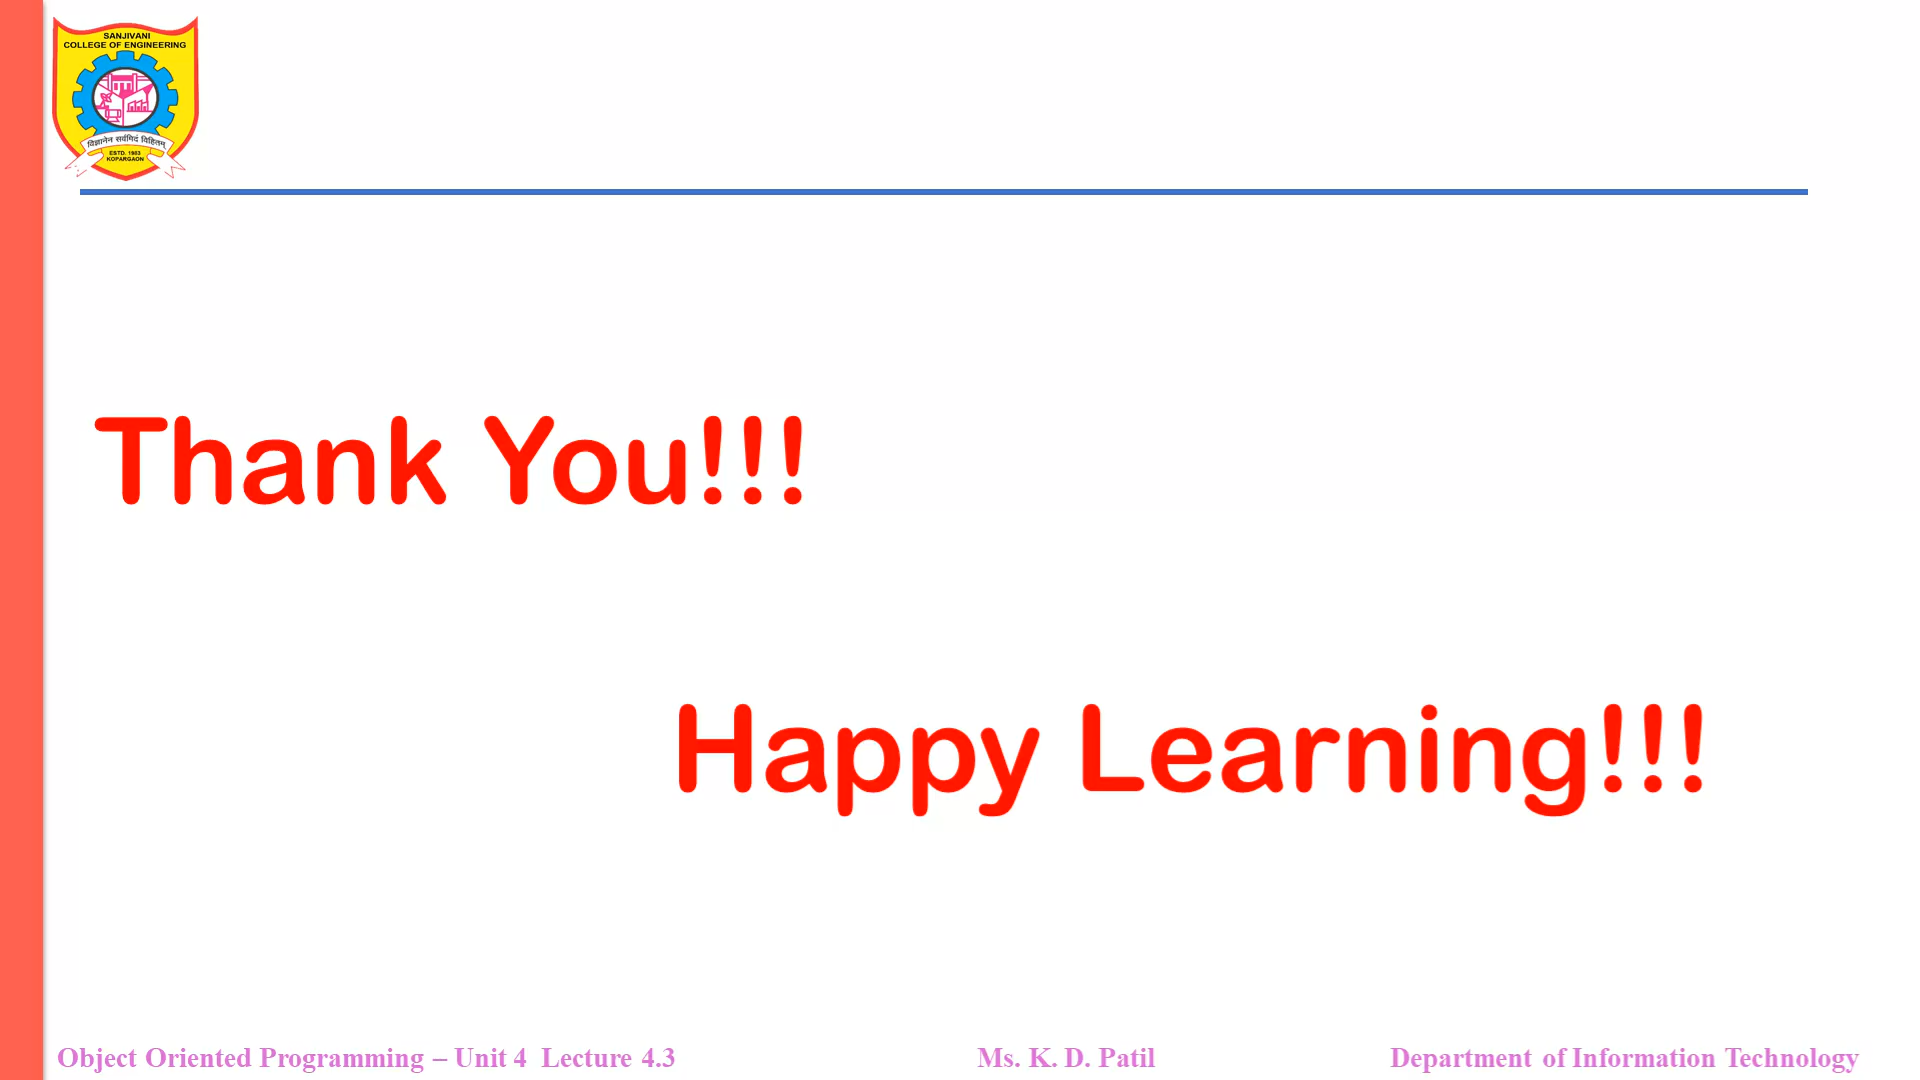 SANJIVANI
COLLEGE OF ENGINEERING
विज्ञानेन सर्वमिदं विहितम्
ESTD. 1983
KOPARGAON
Thank You!!!
Happy Learning!!!
Object Oriented Programming – Unit 4 Lecture 4.3
Ms. K. D. Patil
Department of Information Technology